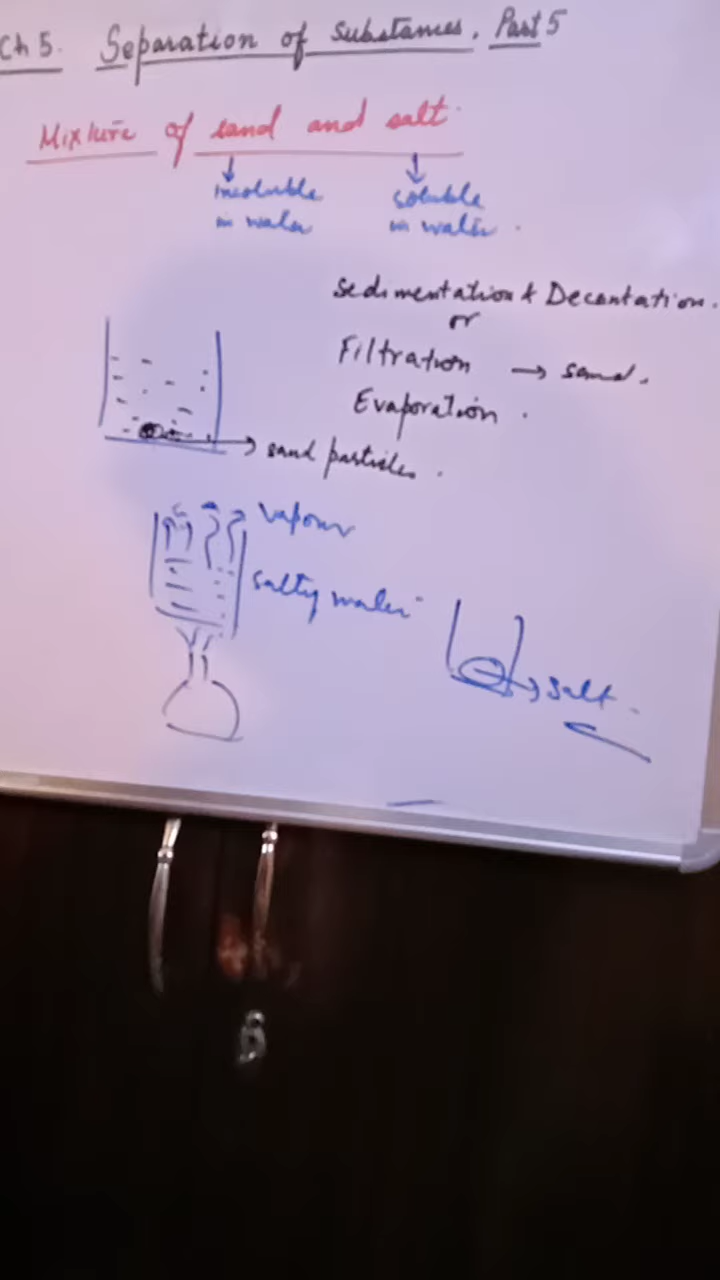 Ch 5. Separation of Substances. Part 5
Mixture of sand and salt.
insoluble in water
soluble in water.
Sedimentation & Decantation.
or
Filtration → sand.
Evaporation.
→ sand particles.
vapour
salty water
→ salt.